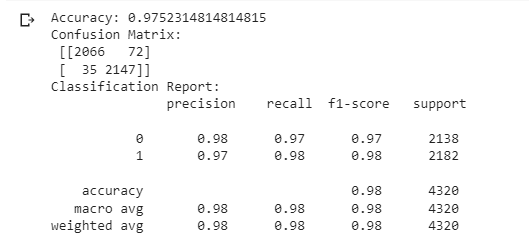 Accuracy: 0.9752314814814815
Confusion Matrix:
[[2066   72]
[  35 2147]]
Classification Report:
precision    recall  f1-score   support
0       0.98      0.97      0.97      2138
1       0.97      0.98      0.98      2182
accuracy                           0.98      4320
macro avg       0.98      0.98      0.98      4320
weighted avg       0.98      0.98      0.98      4320